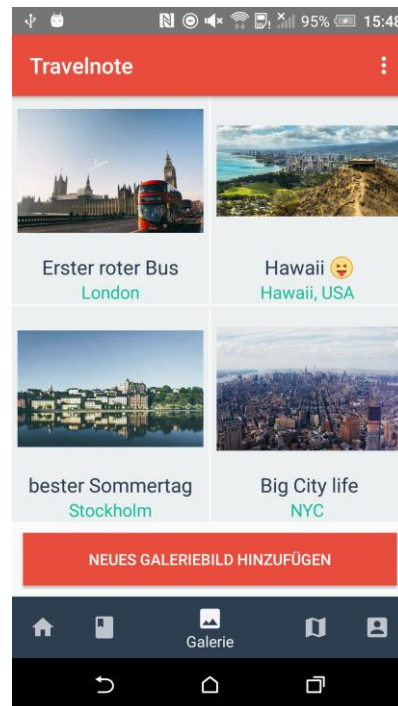 95% 15:48
Travelnote
Erster roter Bus
London
Hawaii 😝
Hawaii, USA
bester Sommertag
Stockholm
Big City life
NYC
NEUES GALERIEBILD HINZUFÜGEN
Galerie